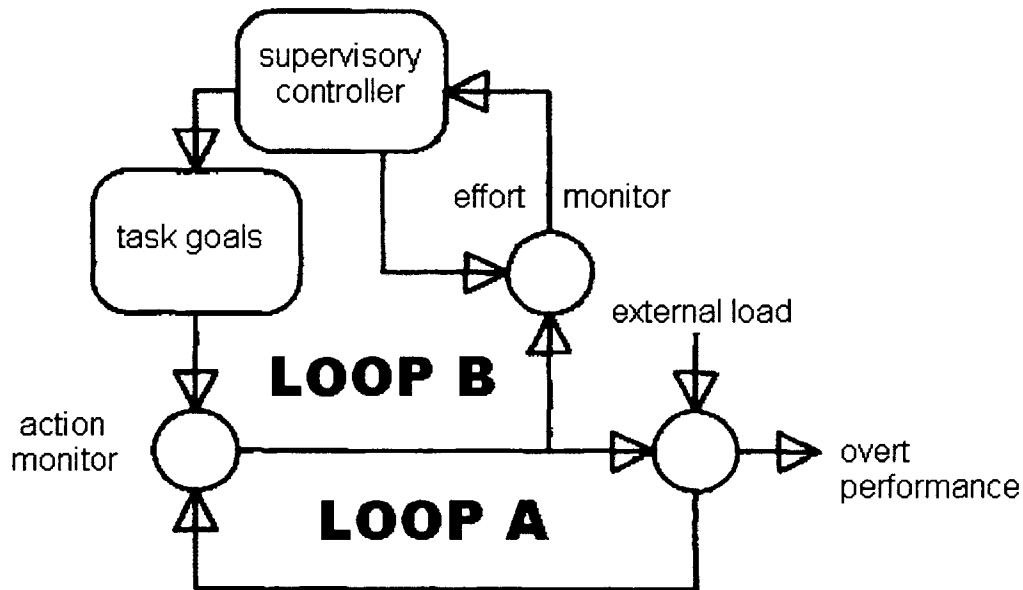 supervisory
controller
task goals
effort monitor
external load
LOOP B
action
monitor
overt
performance
LOOP A